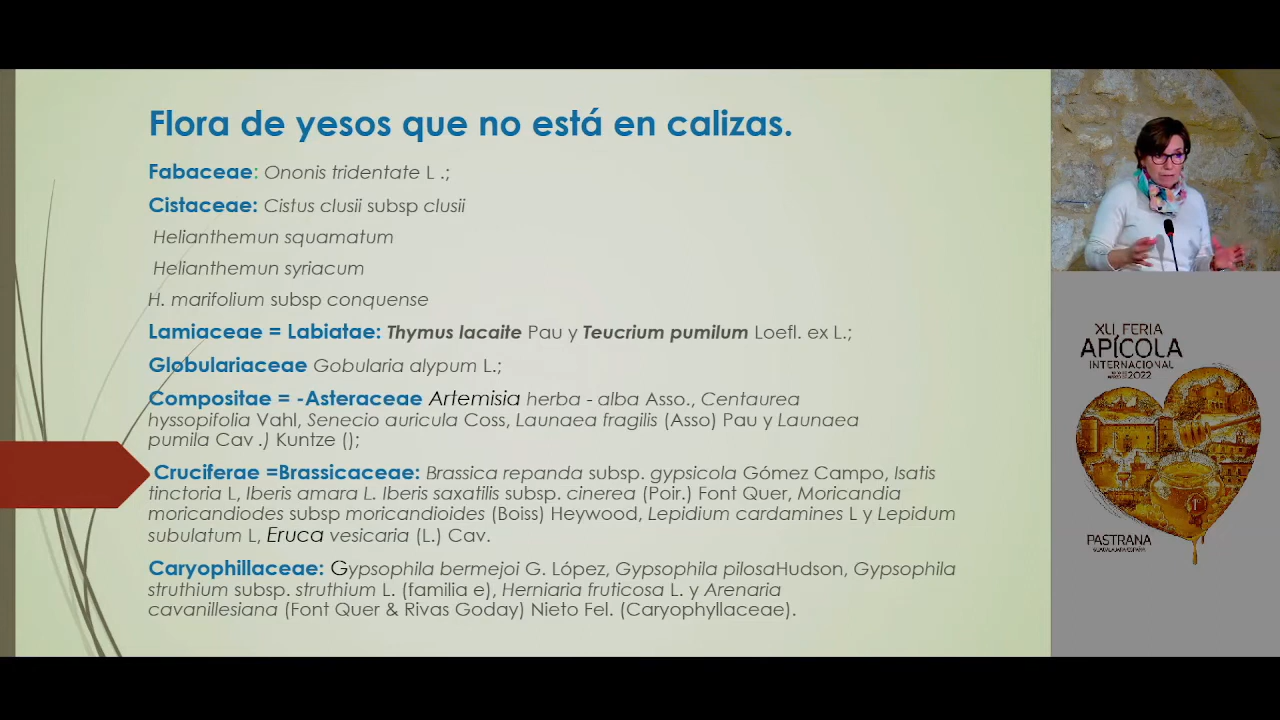 Flora de yesos que no está en calizas.
Fabaceae: Ononis tridentate L .;
Cistaceae: Cistus clusii subsp clusii
Helianthemun squamatum
Helianthemun syriacum
H. marifolium subsp conquense
Lamiaceae = Labiatae: Thymus lacaite Pau y Teucrium pumilum Loefl. ex L.;
Globulariaceae Gobularia alypum L.;
Compositae = -Asteraceae Artemisia herba - alba Asso., Centaurea
hyssopifolia Vahl, Senecio auricula Coss, Launaea fragilis (Asso) Pau y Launaea
pumila Cav .) Kuntze ();
Cruciferae =Brassicaceae: Brassica repanda subsp. gypsicola Gómez Campo, Isatis
tinctoria L, Iberis amara L. Iberis saxatilis subsp. cinerea (Poir.) Font Quer, Moricandia
moricandiodes subsp moricandioides (Boiss) Heywood, Lepidium cardamines L y Lepidum
subulatum L, Eruca vesicaria (L.) Cav.
Caryophillaceae: Gypsophila bermejoi G. López, Gypsophila pilosaHudson, Gypsophila
struthium subsp. struthium L. (familia e), Herniaria fruticosa L. y Arenaria
cavanillesiana (Font Quer & Rivas Goday) Nieto Fel. (Caryophyllaceae).
XLI FERIA
APÍCOLA
INTERNACIONAL
2022
PASTRANA
GUADALAJARA ESPAÑA